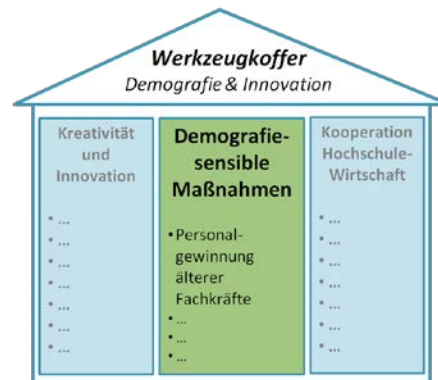 Werkzeugkoffer
Demografie & Innovation
Kreativität
und
Innovation
• ...
• ...
• ...
• ...
• ...
• ...
• ...
Demografie-
sensible
Maßnahmen
• Personal-
gewinnung
älterer
Fachkräfte
• ...
• ...
• ...
Kooperation
Hochschule-
Wirtschaft
• ...
• ...
• ...
• ...
• ...
• ...
• ...